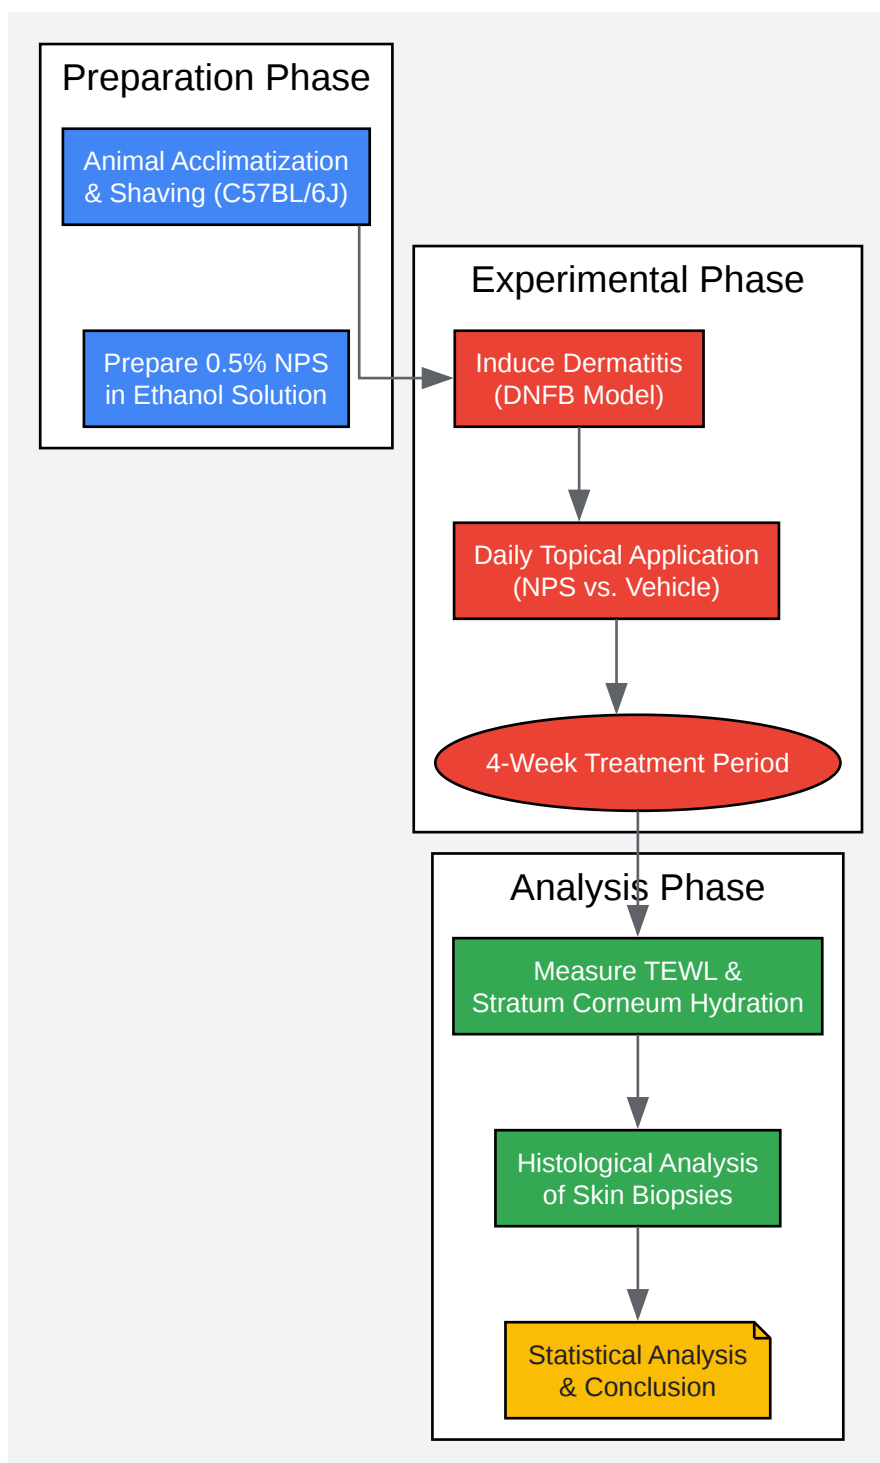 Preparation Phase
Animal Acclimatization
& Shaving (C57BL/6J)
Prepare 0.5% NPS
in Ethanol Solution
Experimental Phase
Induce Dermatitis
(DNFB Model)
Daily Topical Application
(NPS vs. Vehicle)
4-Week Treatment Period
Analysis Phase
Measure TEWL &
Stratum Corneum Hydration
Histological Analysis
of Skin Biopsies
Statistical Analysis
& Conclusion